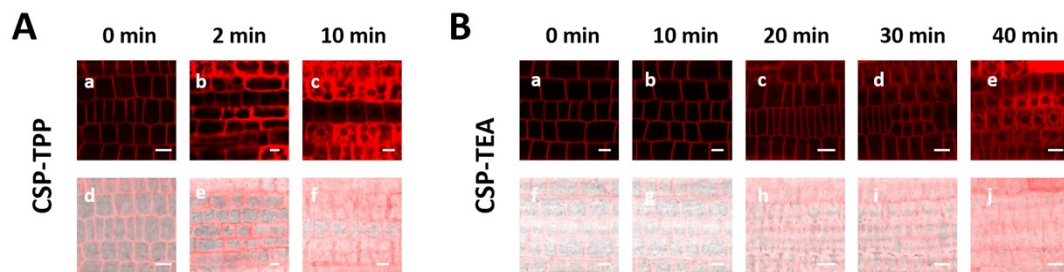 A
0 min 2 min 10 min
CSP-TPP
a b c
d e f
B
0 min 10 min 20 min 30 min 40 min
CSP-TEA
a b c d e
f g h i j